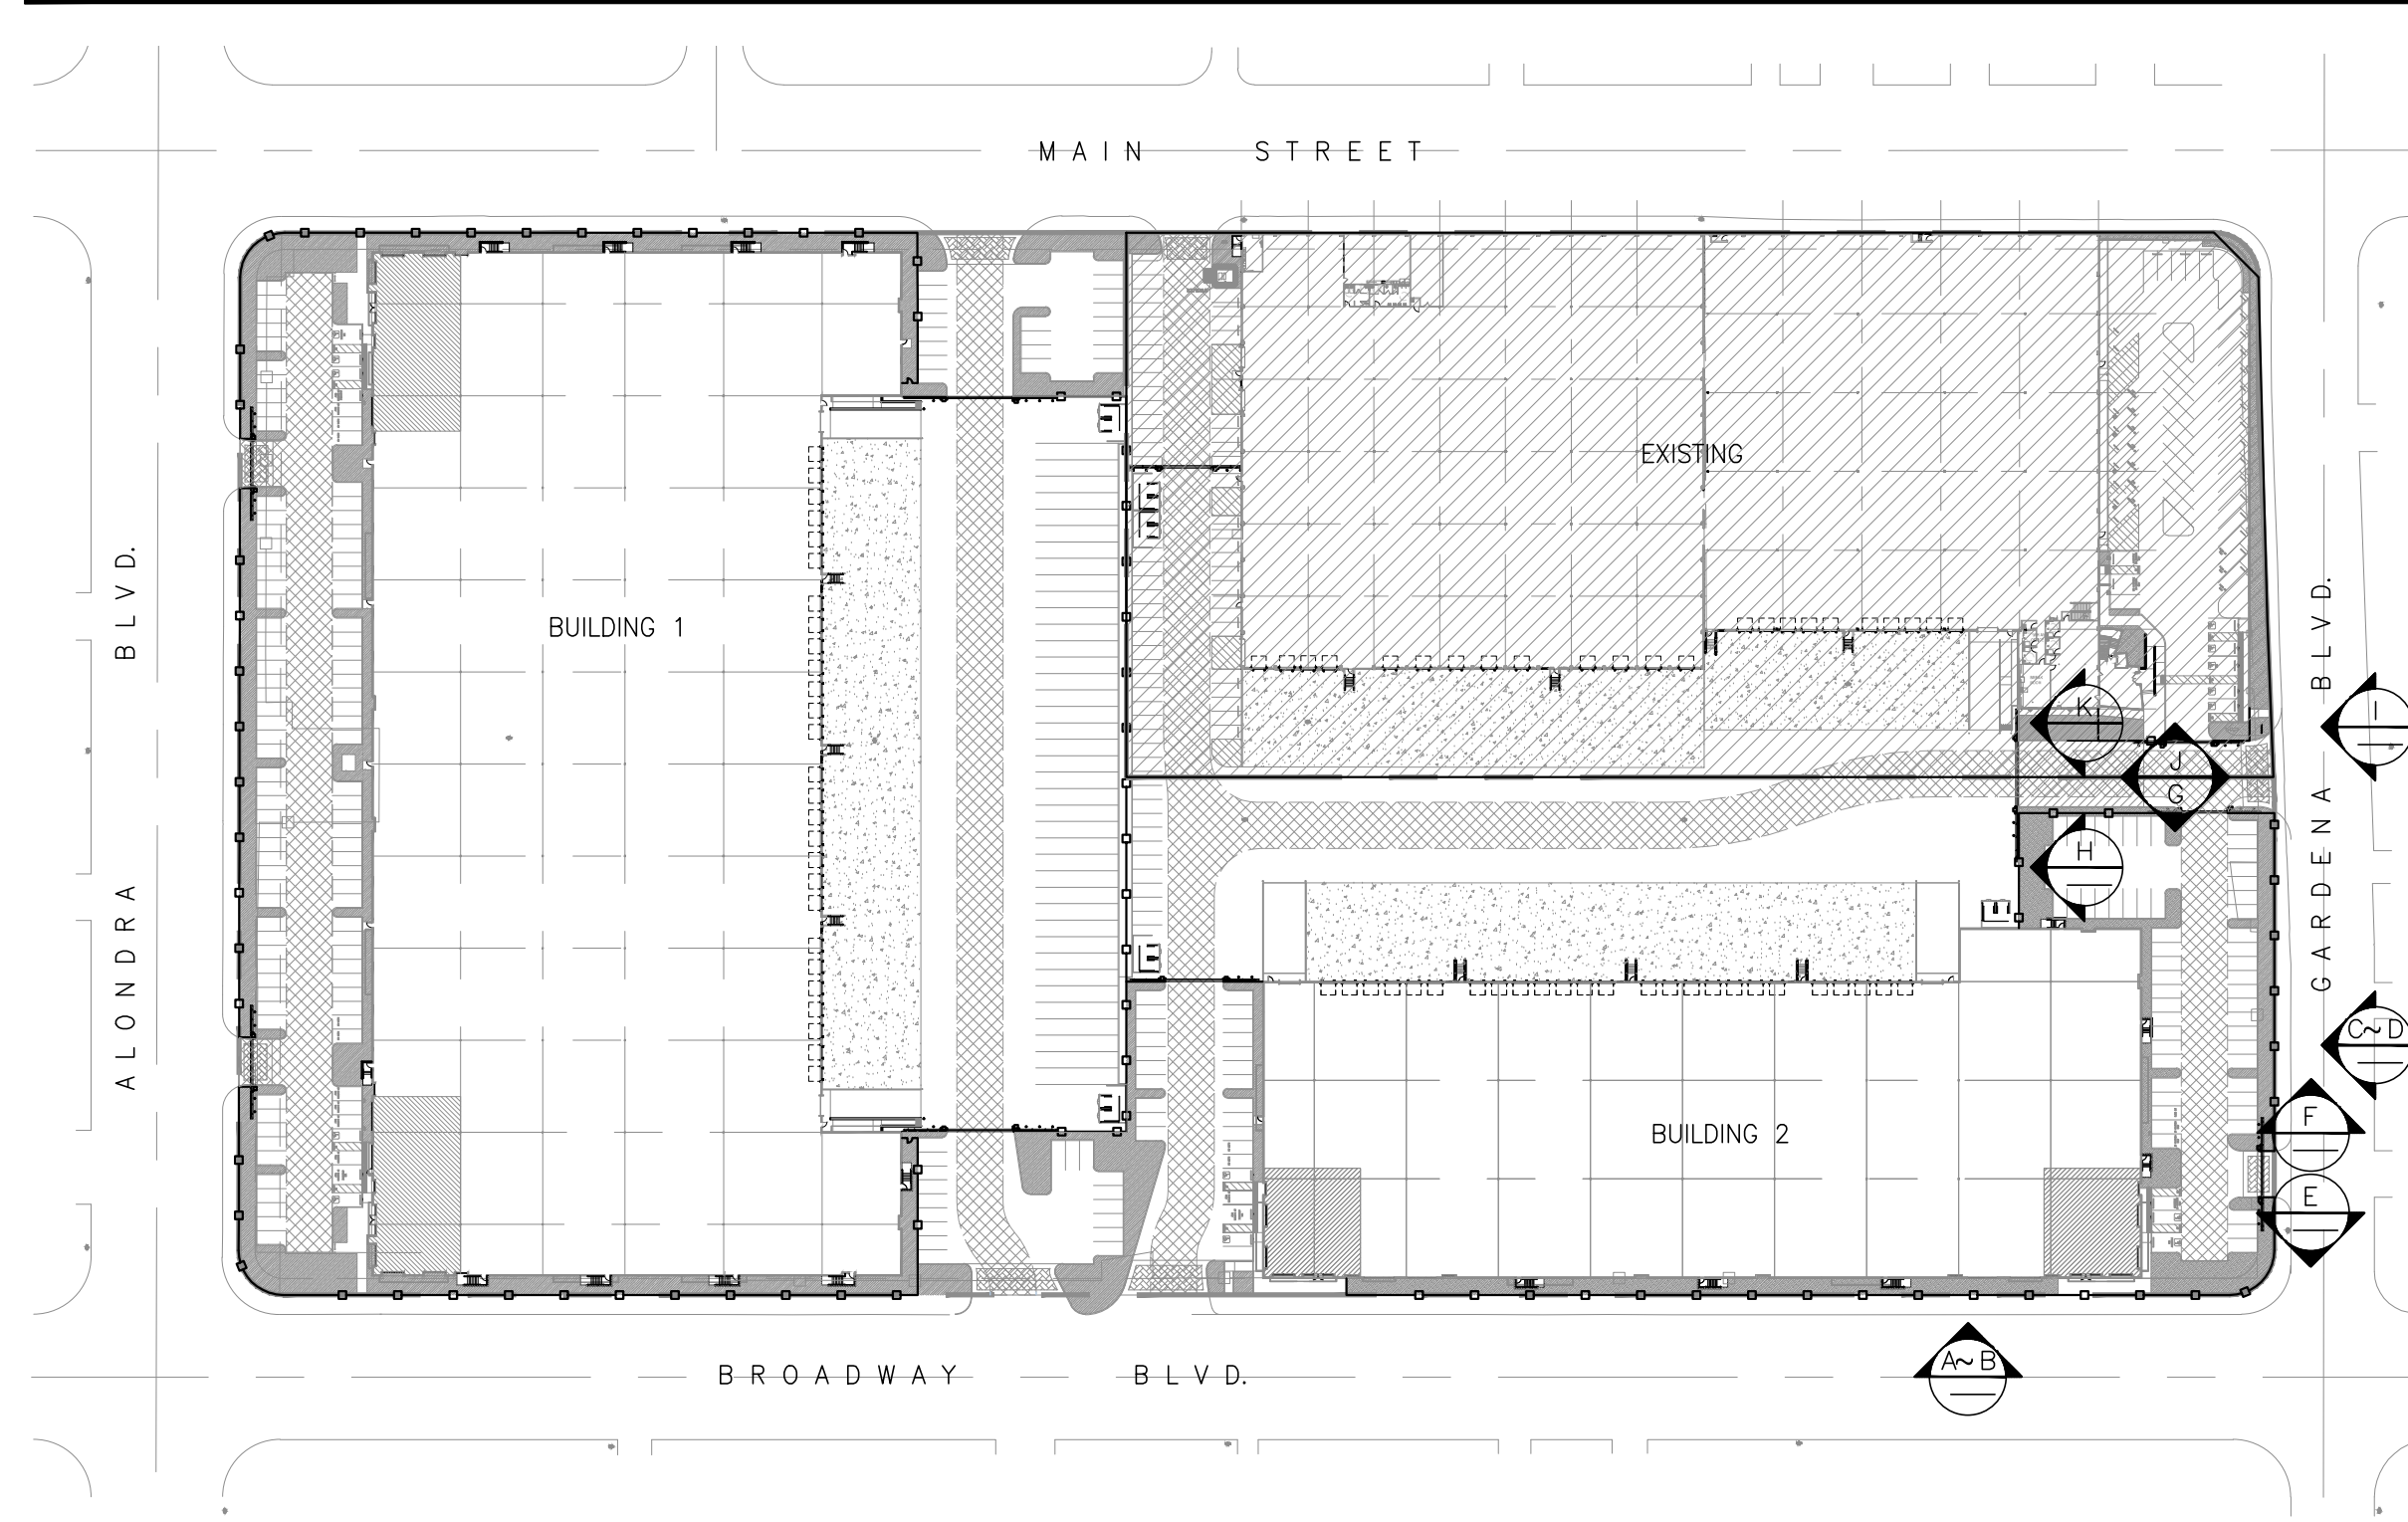 MAIN STREET
EXISTING
BUILDING 1
ALONDRA BLVD.
GARDENA BLVD.
K
I
J
G
H
C~D
F
E
BUILDING 2
A~B
BROADWAY BLVD.